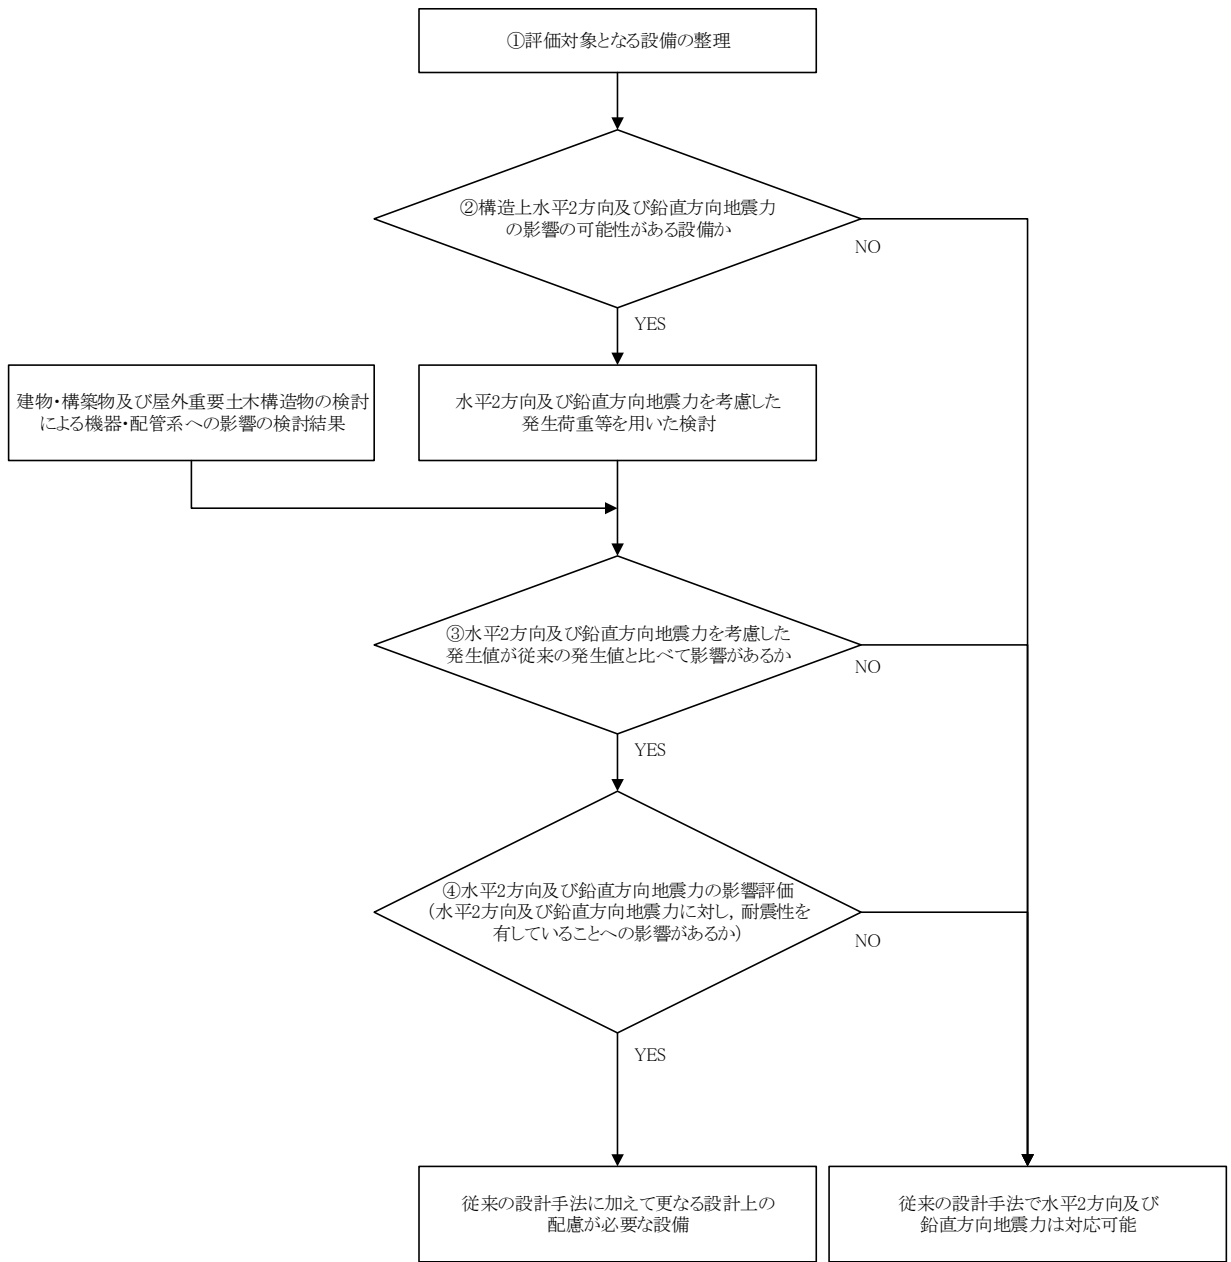 ①評価対象となる設備の整理
②構造上水平2方向及び鉛直方向地震力
の影響の可能性がある設備か
NO
YES
建物・構築物及び屋外重要土木構造物の検討
による機器・配管系への影響の検討結果
水平2方向及び鉛直方向地震力を考慮した
発生荷重等を用いた検討
③水平2方向及び鉛直方向地震力を考慮した
発生値が従来の発生値と比べて影響があるか
NO
YES
④水平2方向及び鉛直方向地震力の影響評価
(水平2方向及び鉛直方向地震力に対し，耐震性を
有していることへの影響があるか)
NO
YES
従来の設計手法に加えて更なる設計上の
配慮が必要な設備
従来の設計手法で水平2方向及び
鉛直方向地震力は対応可能